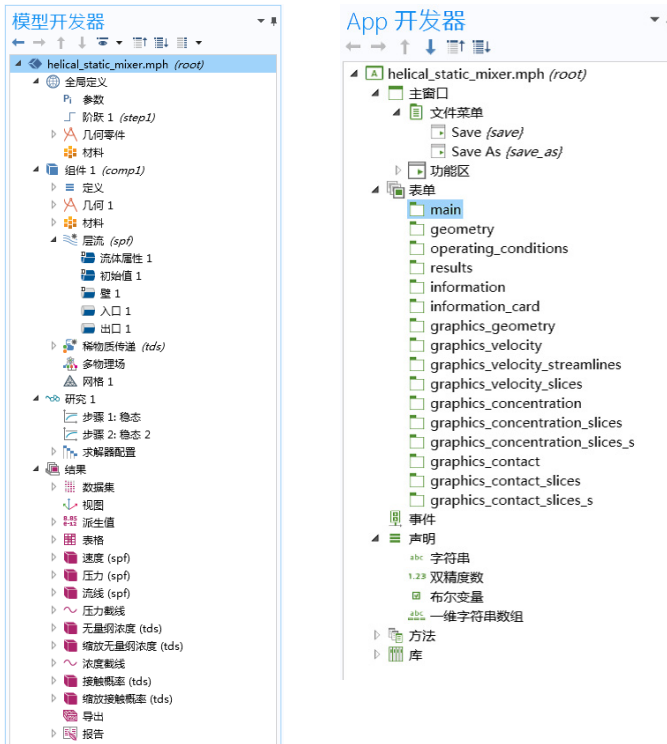 模型开发器
helical_static_mixer.mph (root)
全局定义
Pi 参数
阶跃 1 (step1)
几何零件
材料
组件 1 (comp1)
定义
几何 1
材料
层流 (spf)
流体属性 1
初始值 1
壁 1
入口 1
出口 1
稀物质传递 (tds)
多物理场
网格 1
研究 1
步骤 1: 稳态
步骤 2: 稳态 2
求解器配置
结果
数据集
视图
8.85
e-12 派生值
表格
速度 (spf)
压力 (spf)
流线 (spf)
压力截线
无量纲浓度 (tds)
缩放无量纲浓度 (tds)
浓度截线
接触概率 (tds)
缩放接触概率 (tds)
导出
报告
App 开发器
A helical_static_mixer.mph (root)
主窗口
文件菜单
Save {save}
Save As {save_as}
功能区
表单
main
geometry
operating_conditions
results
information
information_card
graphics_geometry
graphics_velocity
graphics_velocity_streamlines
graphics_velocity_slices
graphics_concentration
graphics_concentration_slices
graphics_concentration_slices_s
graphics_contact
graphics_contact_slices
graphics_contact_slices_s
事件
声明
abc 字符串
1.23 双精度数
布尔变量
abc 一维字符串数组
方法
库